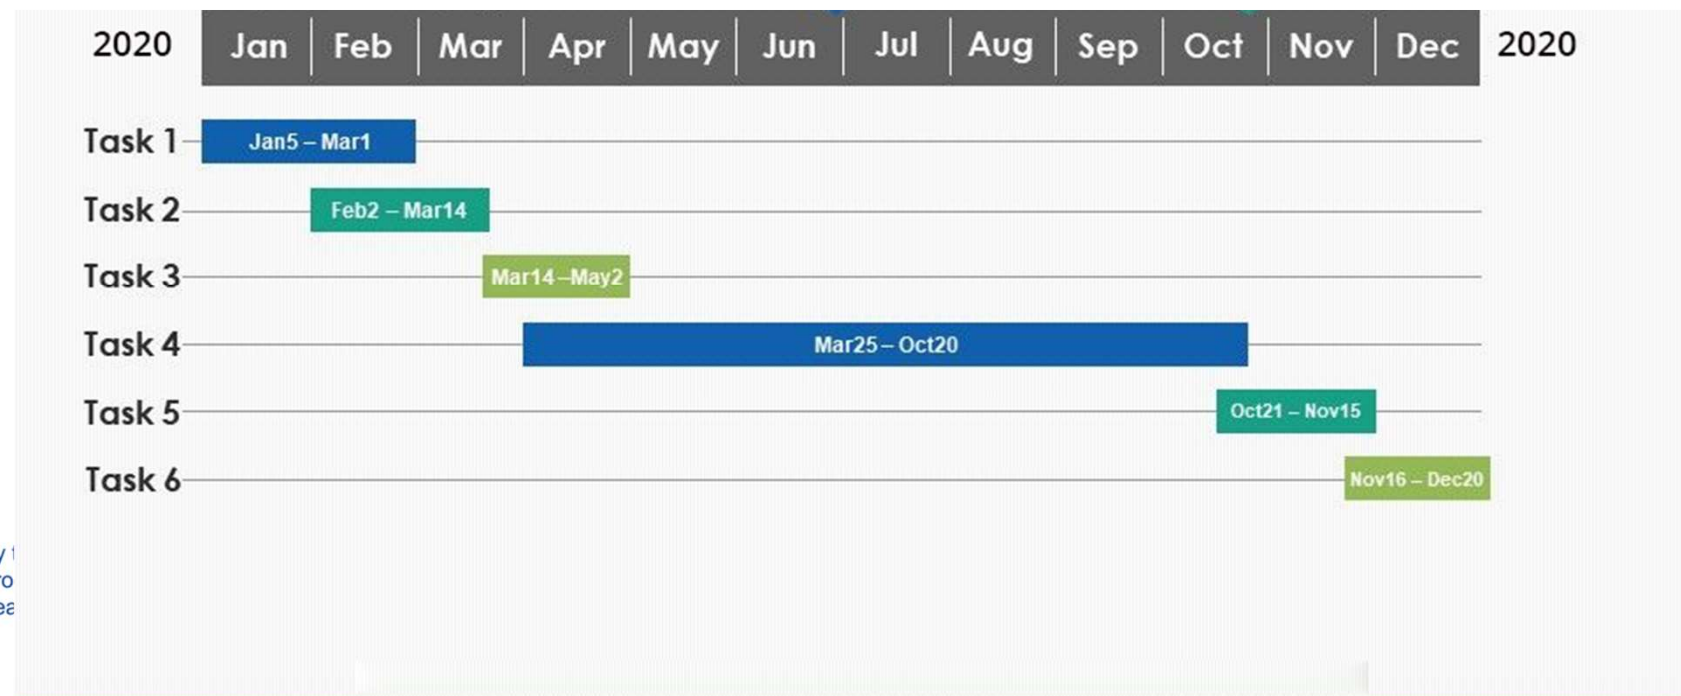 2020 Jan Feb Mar Apr May Jun Jul Aug Sep Oct Nov Dec 2020
Task 1 Jan5 – Mar1
Task 2 Feb2 – Mar14
Task 3 Mar14 –May2
Task 4 Mar25 – Oct20
Task 5 Oct21 – Nov15
Task 6 Nov16 – Dec20